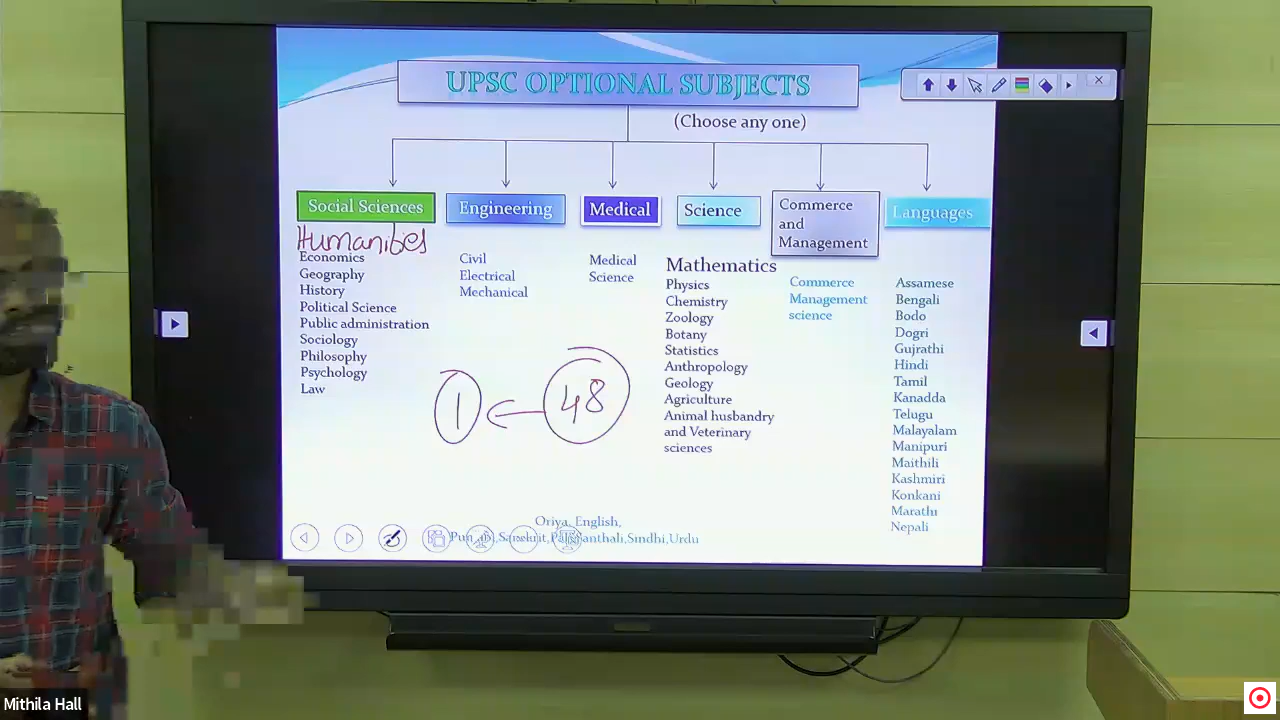 UPSC OPTIONAL SUBJECTS
(Choose any one)
Social Sciences
Humanites
Economics
Geography
History
Political Science
Public administration
Sociology
Philosophy
Psychology
Law
Engineering
Civil
Electrical
Mechanical
1
48
Medical
Medical
Science
Science
Mathematics
Physics
Chemistry
Zoology
Botany
Statistics
Anthropology
Geology
Agriculture
Animal husbandry
and Veterinary
sciences
Commerce
and
Management
Commerce
Management
science
Languages
Assamese
Bengali
Bodo
Dogri
Gujrathi
Hindi
Tamil
Kanadda
Telugu
Malayalam
Manipuri
Maithili
Kashmiri
Konkani
Marathi
Nepali
Oriya, English,
Sindhi,Urdu
Mithila Hall